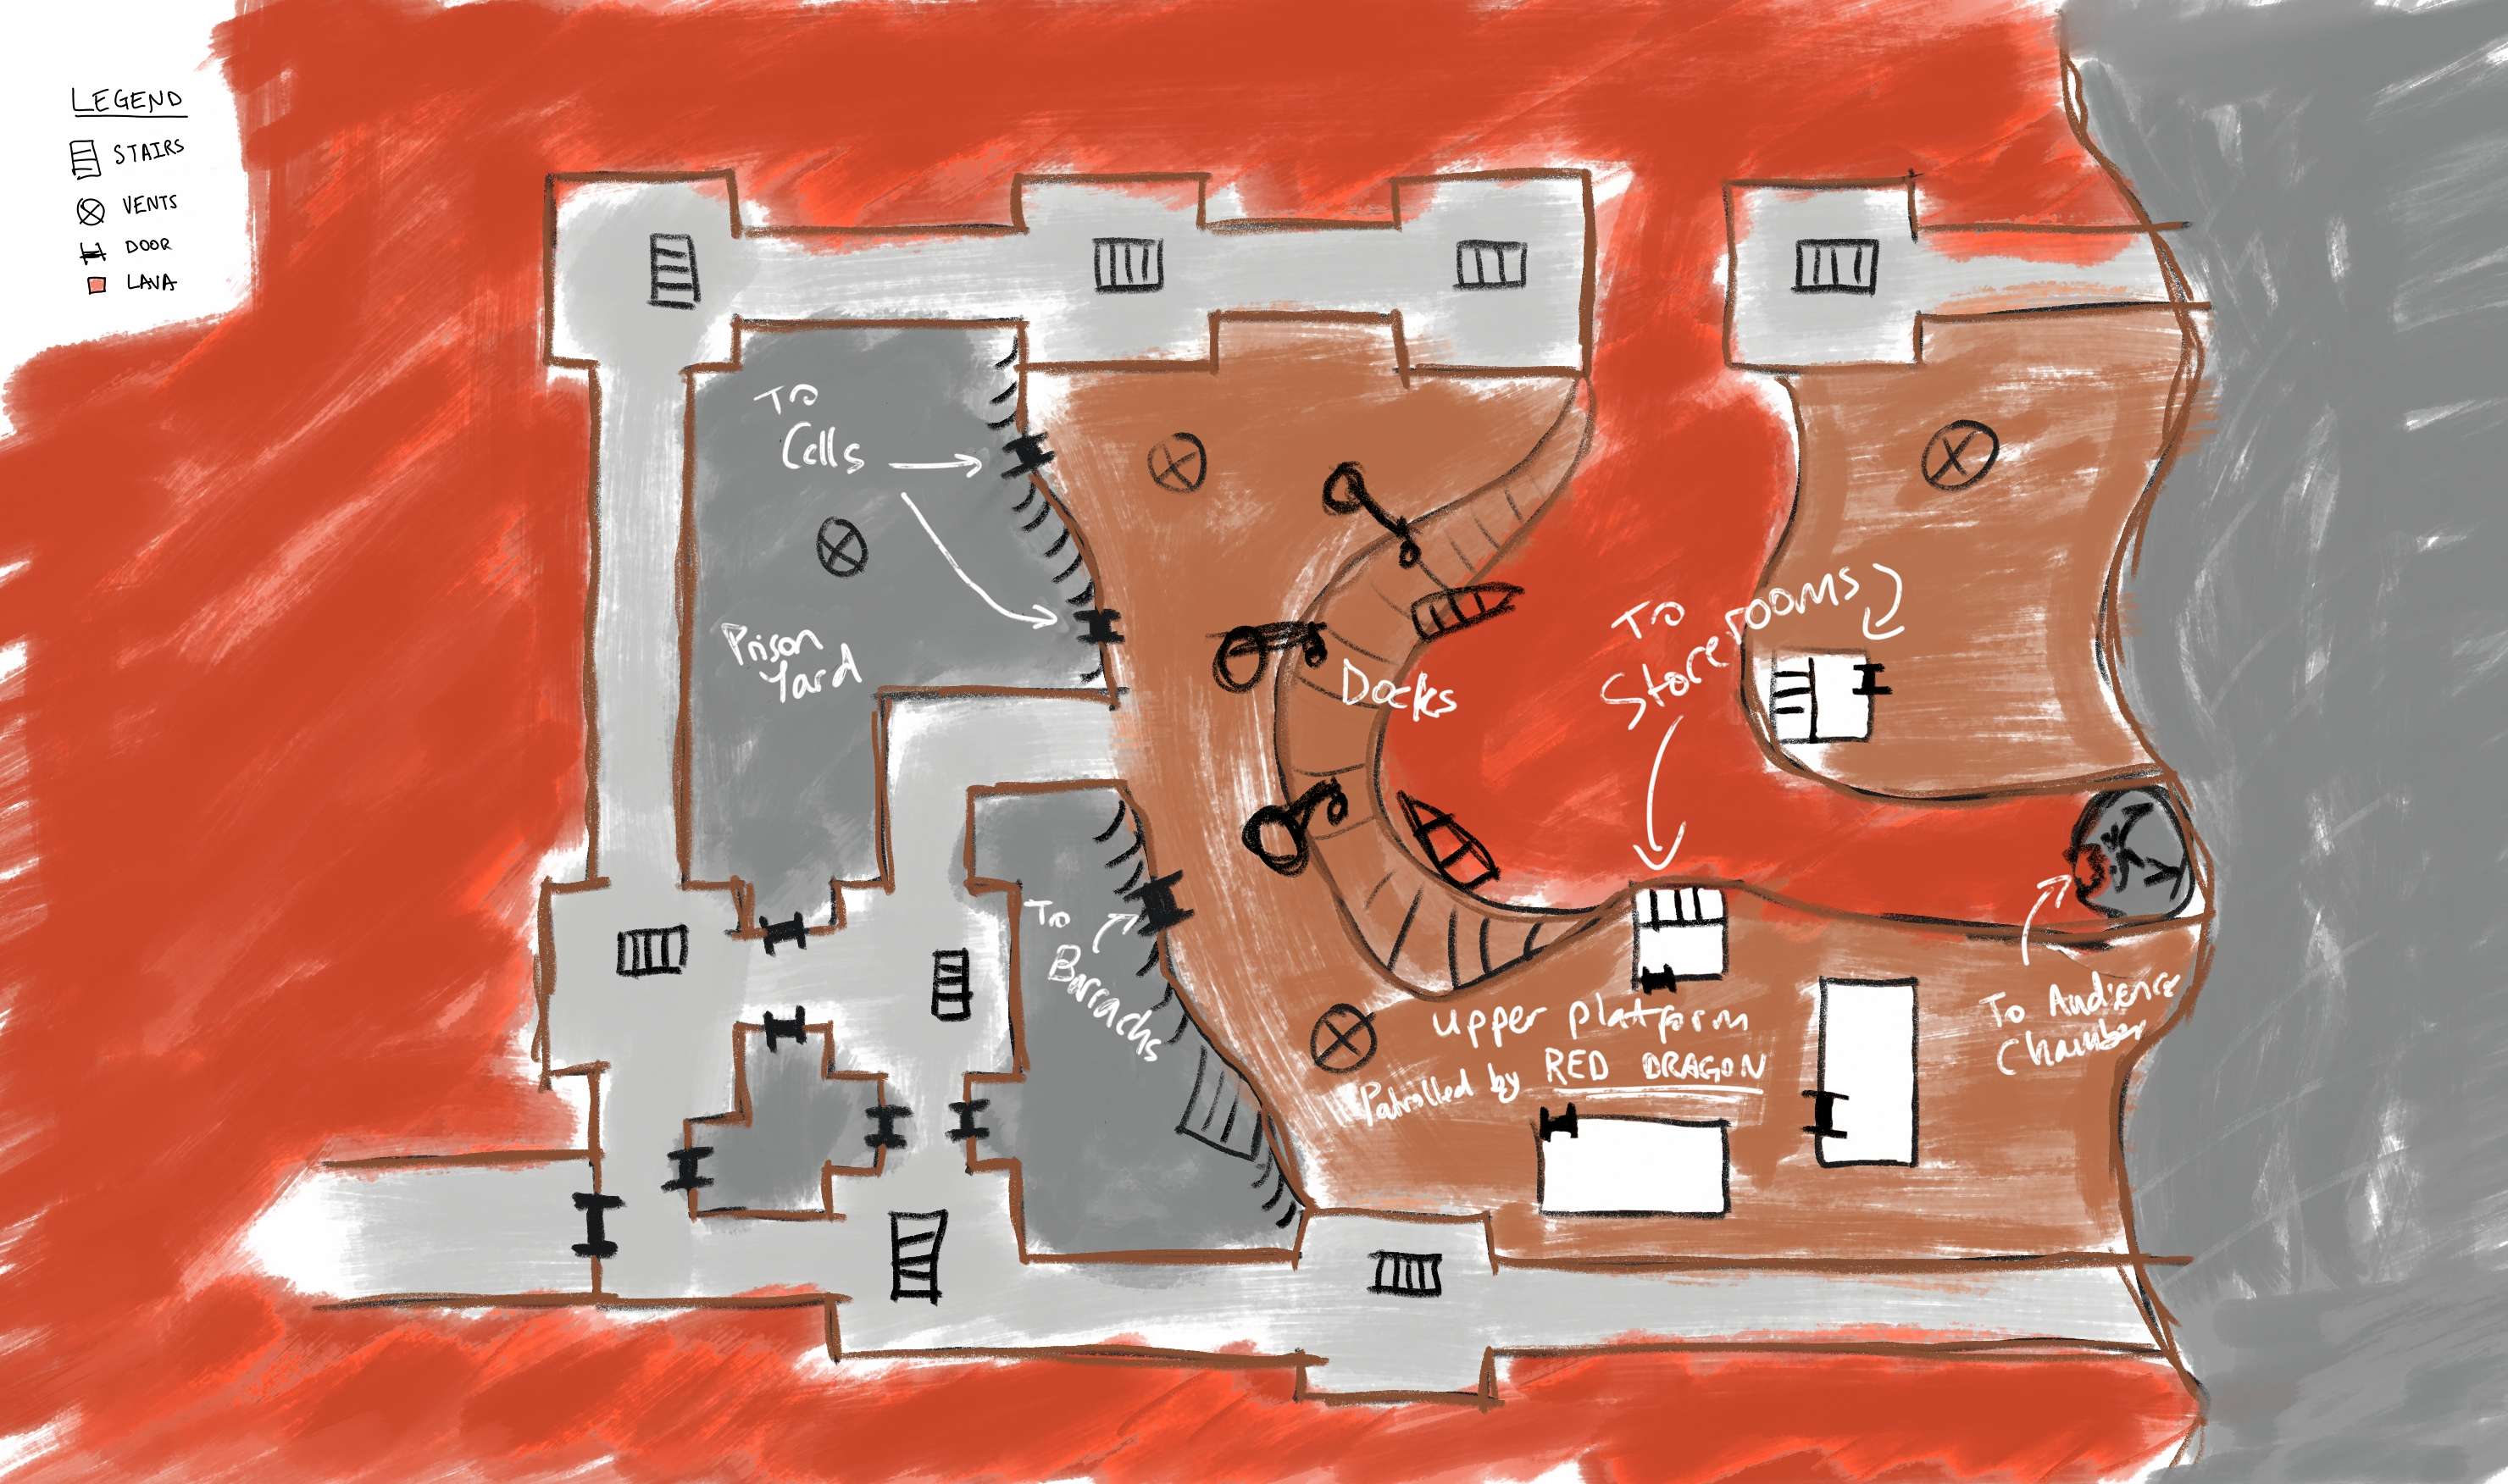 LEGEND
STAIRS
VENTS
DOOR
LAVA
To
Cells
Prison
Yard
Docks
To
Storerooms
To
Barracks
Upper Platform
Patrolled by RED DRAGON
To Audience
Chamber